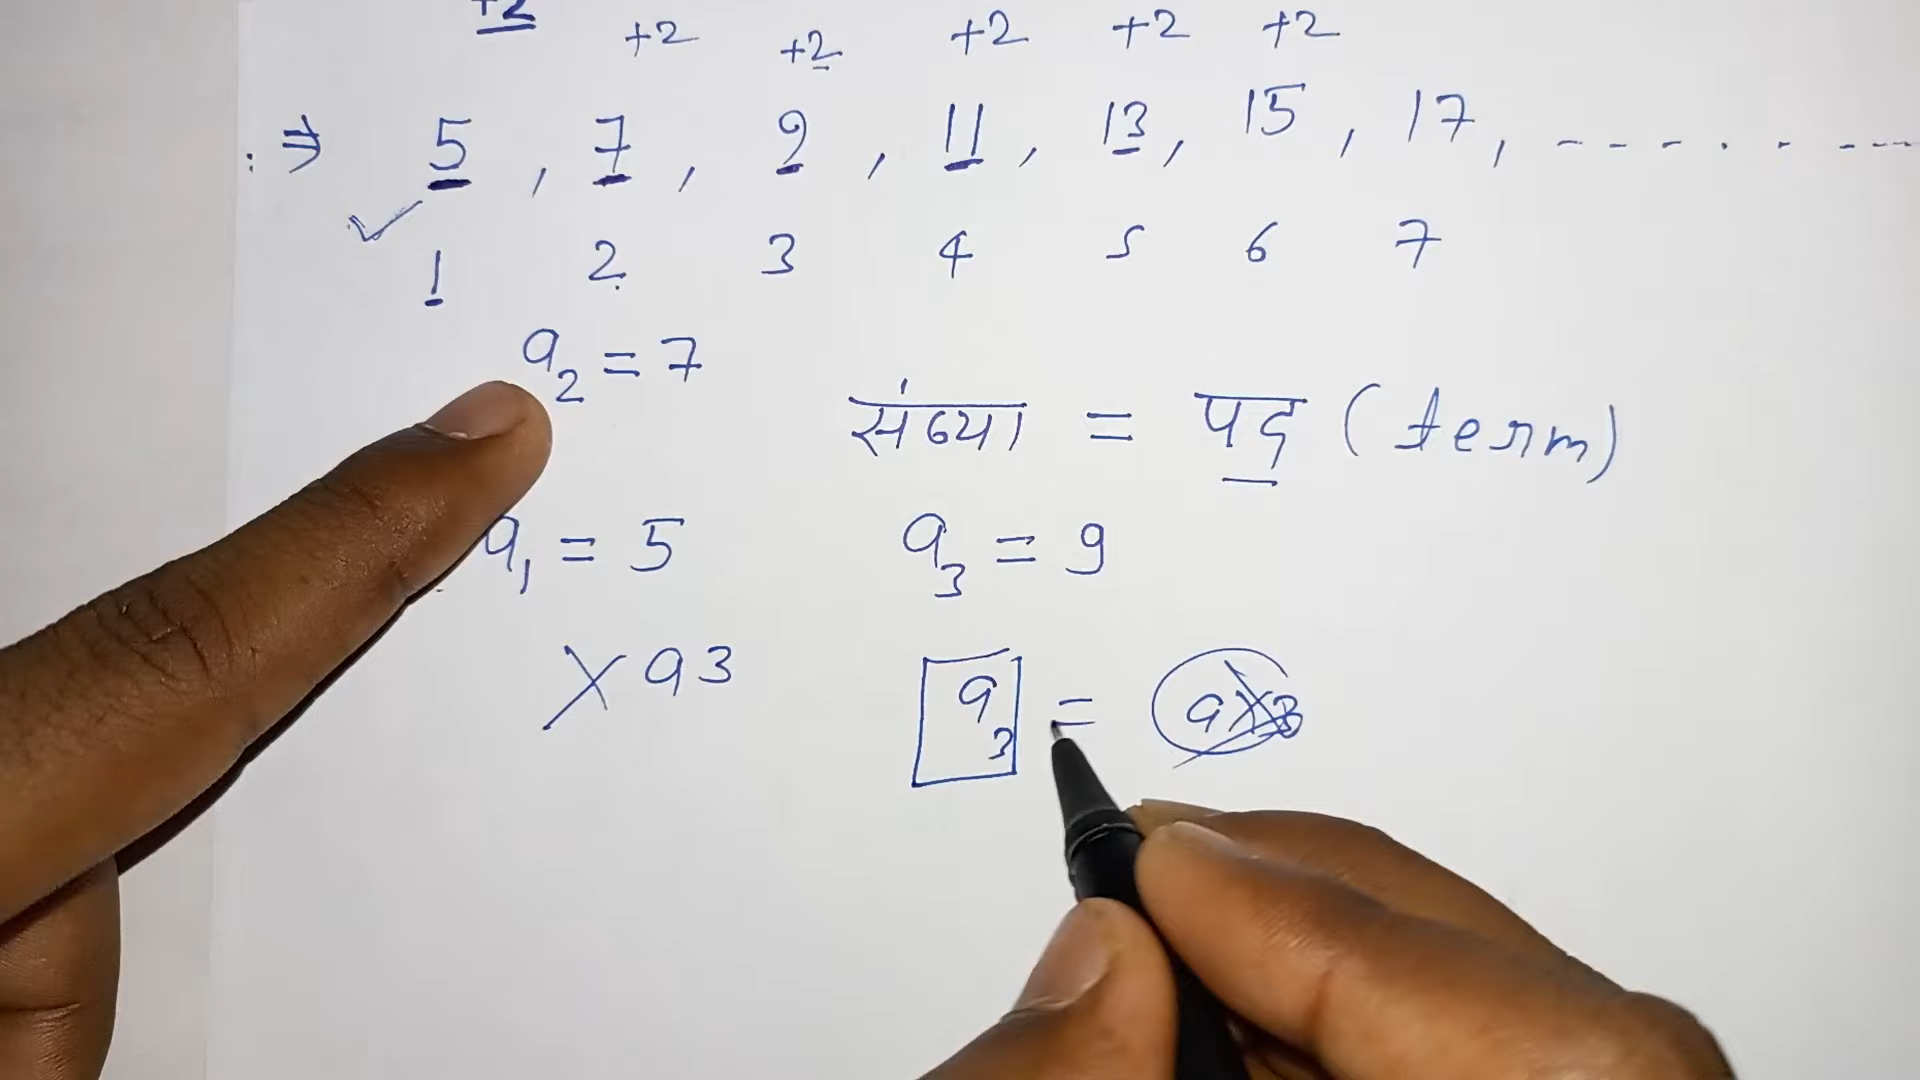 +2 +2 +2 +2 +2 +2
: ⇒ 5 , 7 , 9 , 11 , 13 , 15 , 17 , - - - - . . - - -
✓
1 2 3 4 5 6 7
a₂ = 7
संख्या = पद (term)
a₁ = 5 a₃ = 9
X a3 a₃ = a×3